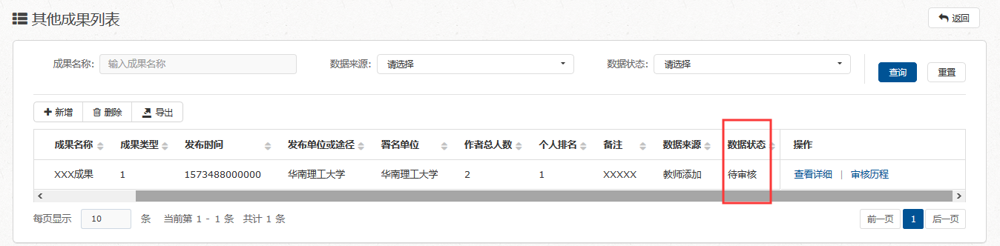 其他成果列表
返回
成果名称: 输入成果名称 数据来源: 请选择 数据状态: 请选择 查询 重置
新增 删除 导出
成果名称 成果类型 发布时间 发布单位或途径 署名单位 作者总人数 个人排名 备注 数据来源 数据状态 操作
XXX成果 1 1573488000000 华南理工大学 华南理工大学 2 1 XXXXX 教师添加 待审核 查看详细 | 审核历程
每页显示 10 条 当前第 1 - 1 条 共计 1 条 前一页 1 后一页